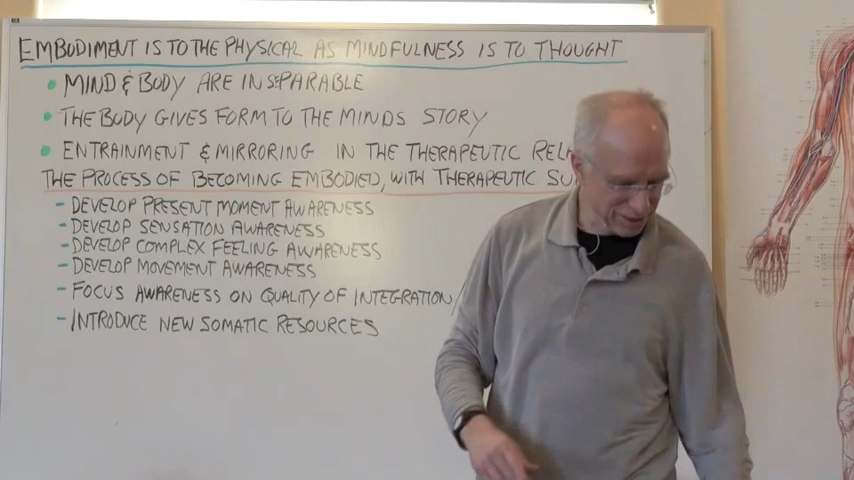 EMBODIMENT IS TO THE PHYSICAL AS MINDFULNESS IS TO THOUGHT
• MIND & BODY ARE INSEPARABLE
• THE BODY GIVES FORM TO THE MINDS STORY
• ENTRAINMENT & MIRRORING IN THE THERAPEUTIC
THE PROCESS OF BECOMING EMBODIED, WITH THERAPEUTIC
- DEVELOP PRESENT MOMENT AWARENESS
- DEVELOP SENSATION AWARENESS
- DEVELOP COMPLEX FEELING AWARENESS
- DEVELOP MOVEMENT AWARENESS
- FOCUS AWARENESS ON QUALITY OF INTEGRATION/
- INTRODUCE NEW SOMATIC RESOURCES